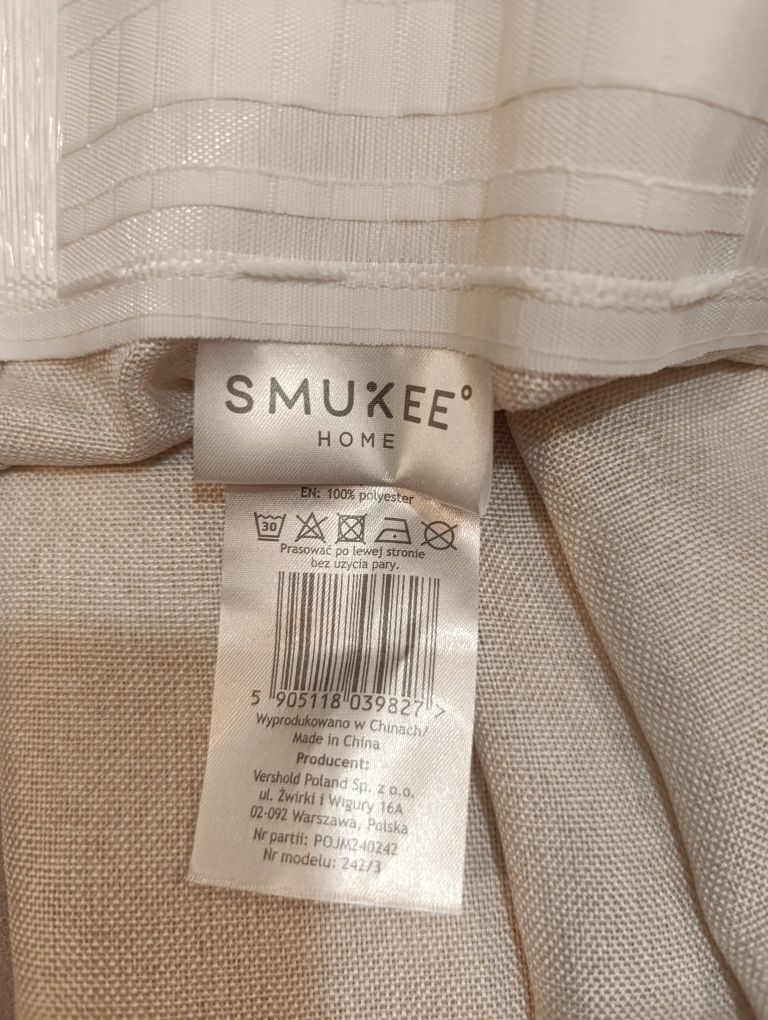 SMUKEE°
HOME
EN: 100% polyester
30
Prasować po lewej stronie
bez uzycia pary.
5 905118 039827 >
Wyprodukowano w Chinach/
Made in China
Producent:
Vershold Poland Sp. z o.o.
ul. Żwirki i Wigury 16A
02-092 Warszawa, Polska
Nr partii: POJM240242
Nr modelu: 242/3